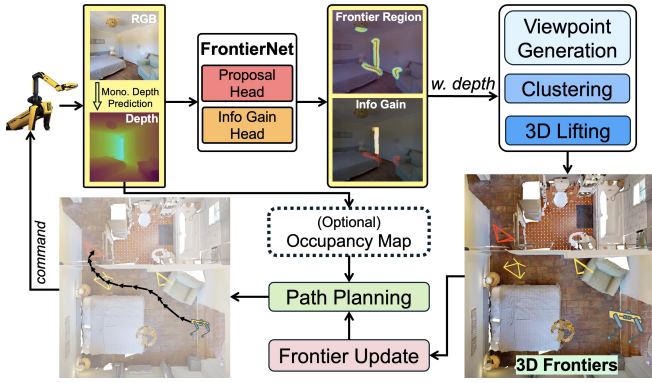 RGB
Mono. Depth
Prediction
Depth
FrontierNet
Proposal
Head
Info Gain
Head
Frontier Region
Info Gain
w. depth
Viewpoint
Generation
Clustering
3D Lifting
(Optional)
Occupancy Map
command
Path Planning
Frontier Update
3D Frontiers